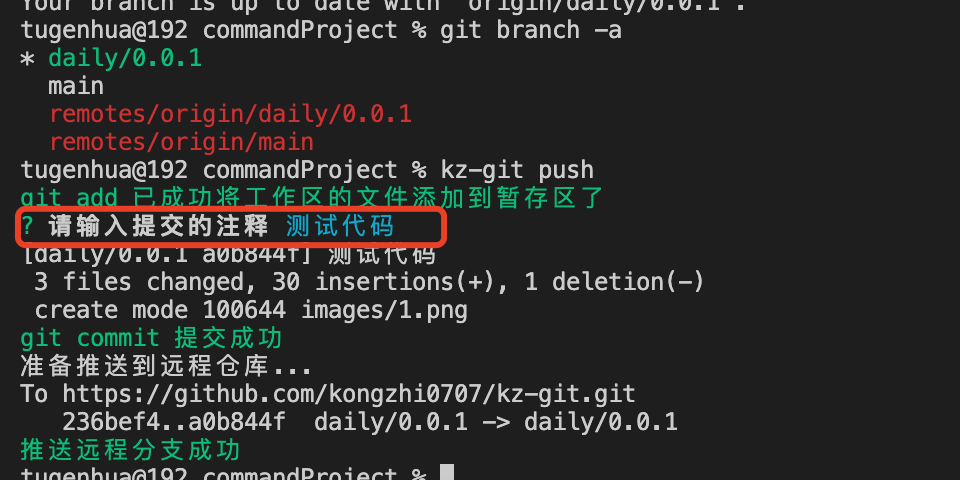 Your branch is up to date with 'origin/daily/0.0.1'.
tugenhua@192 commandProject % git branch -a
* daily/0.0.1
main
remotes/origin/daily/0.0.1
remotes/origin/main
tugenhua@192 commandProject % kz-git push
git add 已成功将工作区的文件添加到暂存区了
? 请输入提交的注释 测试代码
[daily/0.0.1 a0b844f] 测试代码
3 files changed, 30 insertions(+), 1 deletion(-)
create mode 100644 images/1.png
git commit 提交成功
准备推送到远程仓库...
To https://github.com/kongzhi0707/kz-git.git
236bef4..a0b844f daily/0.0.1 -> daily/0.0.1
推送远程分支成功
tugenhua@192 commandProject %